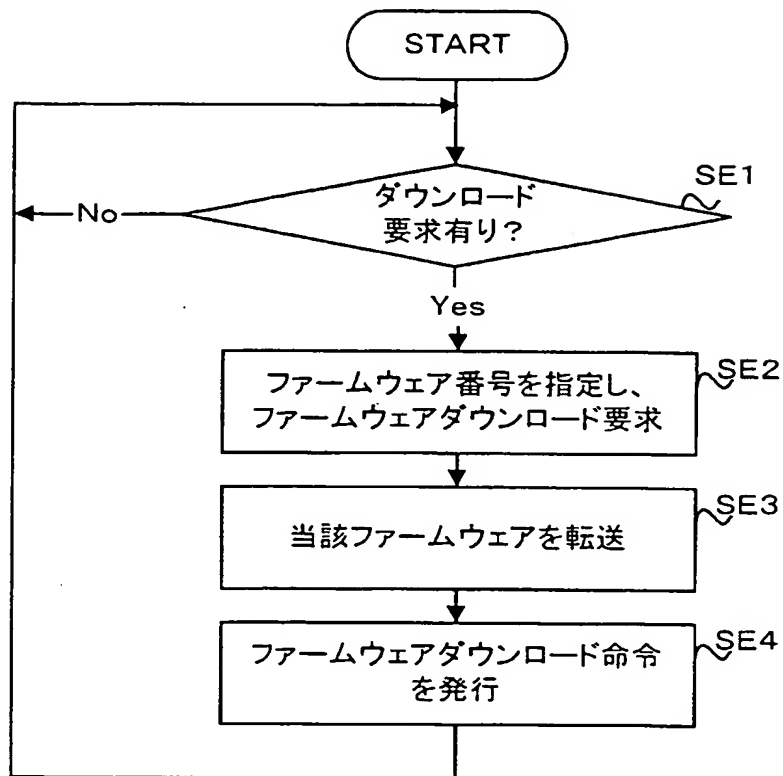 START
ダウンロード
要求有り?
SE1
No
Yes
ファームウェア番号を指定し、
ファームウェアダウンロード要求
SE2
当該ファームウェアを転送
SE3
ファームウェアダウンロード命令
を発行
SE4